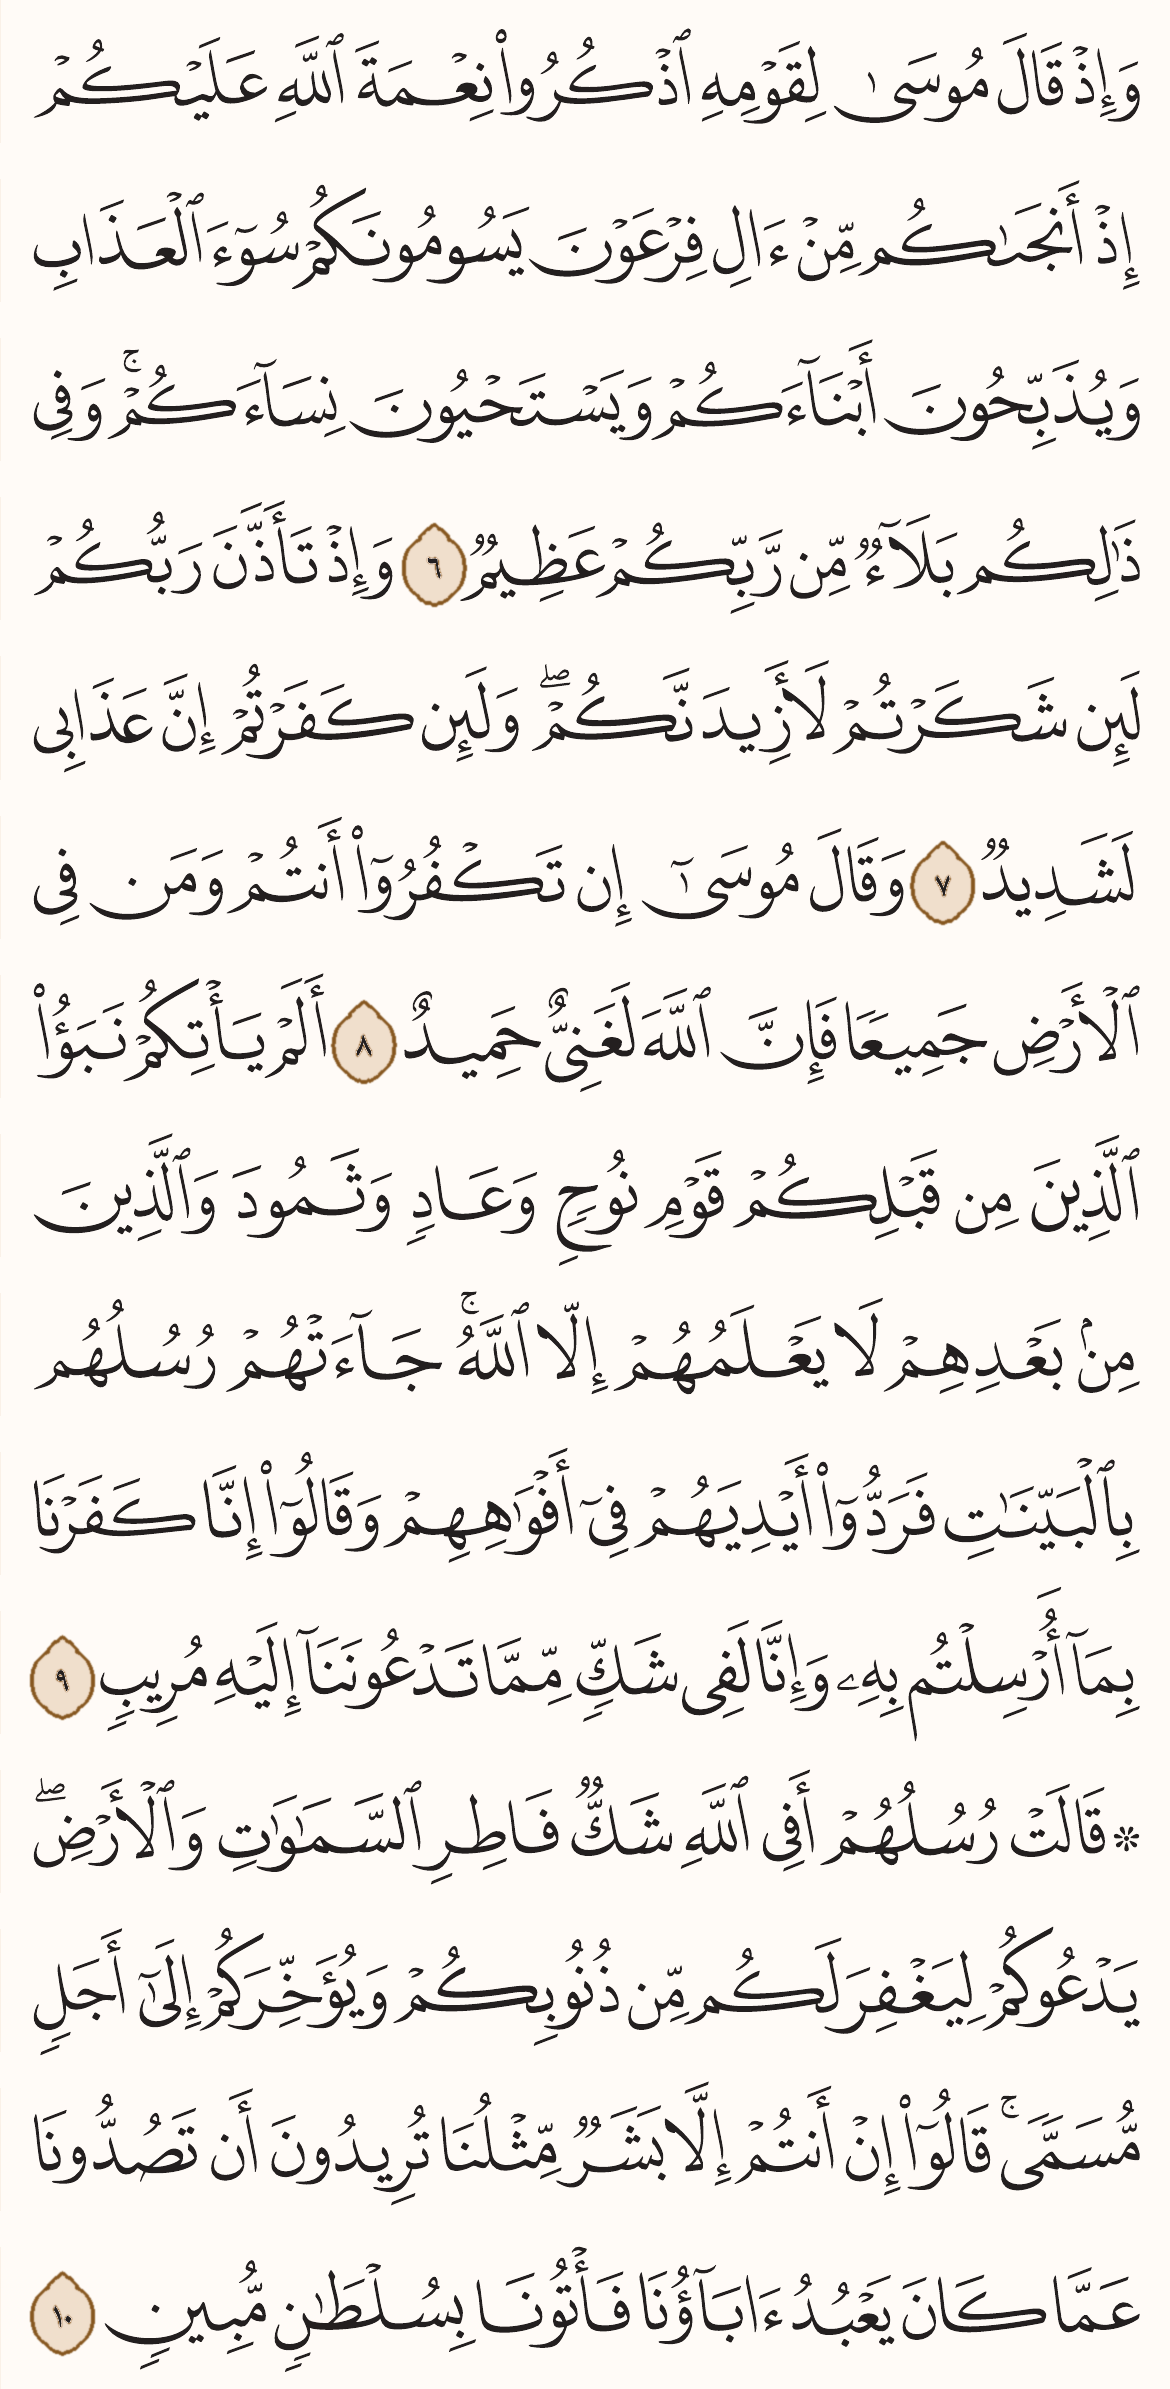 وَإِذْ قَالَ مُوسَىٰ لِقَوْمِهِ ٱذْكُرُوا۟ نِعْمَةَ ٱللَّهِ عَلَيْكُمْ
إِذْ أَنجَىٰكُم مِّنْ ءَالِ فِرْعَوْنَ يَسُومُونَكُمْ سُوٓءَ ٱلْعَذَابِ
وَيُذَبِّحُونَ أَبْنَآءَكُمْ وَيَسْتَحْيُونَ نِسَآءَكُمْ ۚ وَفِى
ذَٰلِكُم بَلَآءٌ مِّن رَّبِّكُمْ عَظِيمٌ ٦ وَإِذْ تَأَذَّنَ رَبُّكُمْ
لَئِن شَكَرْتُمْ لَأَزِيدَنَّكُمْ ۖ وَلَئِن كَفَرْتُمْ إِنَّ عَذَابِى
لَشَدِيدٌ ٧ وَقَالَ مُوسَىٰٓ إِن تَكْفُرُوٓا۟ أَنتُمْ وَمَن فِى
ٱلْأَرْضِ جَمِيعًا فَإِنَّ ٱللَّهَ لَغَنِىٌّ حَمِيدٌ ٨ أَلَمْ يَأْتِكُمْ نَبَؤُا۟
ٱلَّذِينَ مِن قَبْلِكُمْ قَوْمِ نُوحٍ وَعَادٍ وَثَمُودَ وَٱلَّذِينَ
مِنۢ بَعْدِهِمْ لَا يَعْلَمُهُمْ إِلَّا ٱللَّهُ ۚ جَآءَتْهُمْ رُسُلُهُم
بِٱلْبَيِّنَـٰتِ فَرَدُّوٓا۟ أَيْدِيَهُمْ فِىٓ أَفْوَٰهِهِمْ وَقَالُوٓا۟ إِنَّا كَفَرْنَا
بِمَآ أُرْسِلْتُم بِهِۦ وَإِنَّا لَفِى شَكٍّ مِّمَّا تَدْعُونَنَآ إِلَيْهِ مُرِيبٍ ٩
۞ قَالَتْ رُسُلُهُمْ أَفِى ٱللَّهِ شَكٌّ فَاطِرِ ٱلسَّمَـٰوَٰتِ وَٱلْأَرْضِ ۖ
يَدْعُوكُمْ لِيَغْفِرَ لَكُم مِّن ذُنُوبِكُمْ وَيُؤَخِّرَكُمْ إِلَىٰٓ أَجَلٍ
مُّسَمًّى ۚ قَالُوٓا۟ إِنْ أَنتُمْ إِلَّا بَشَرٌ مِّثْلُنَا تُرِيدُونَ أَن تَصُدُّونَا
عَمَّا كَانَ يَعْبُدُ ءَابَآؤُنَا فَأْتُونَا بِسُلْطَـٰنٍ مُّبِينٍ ١٠